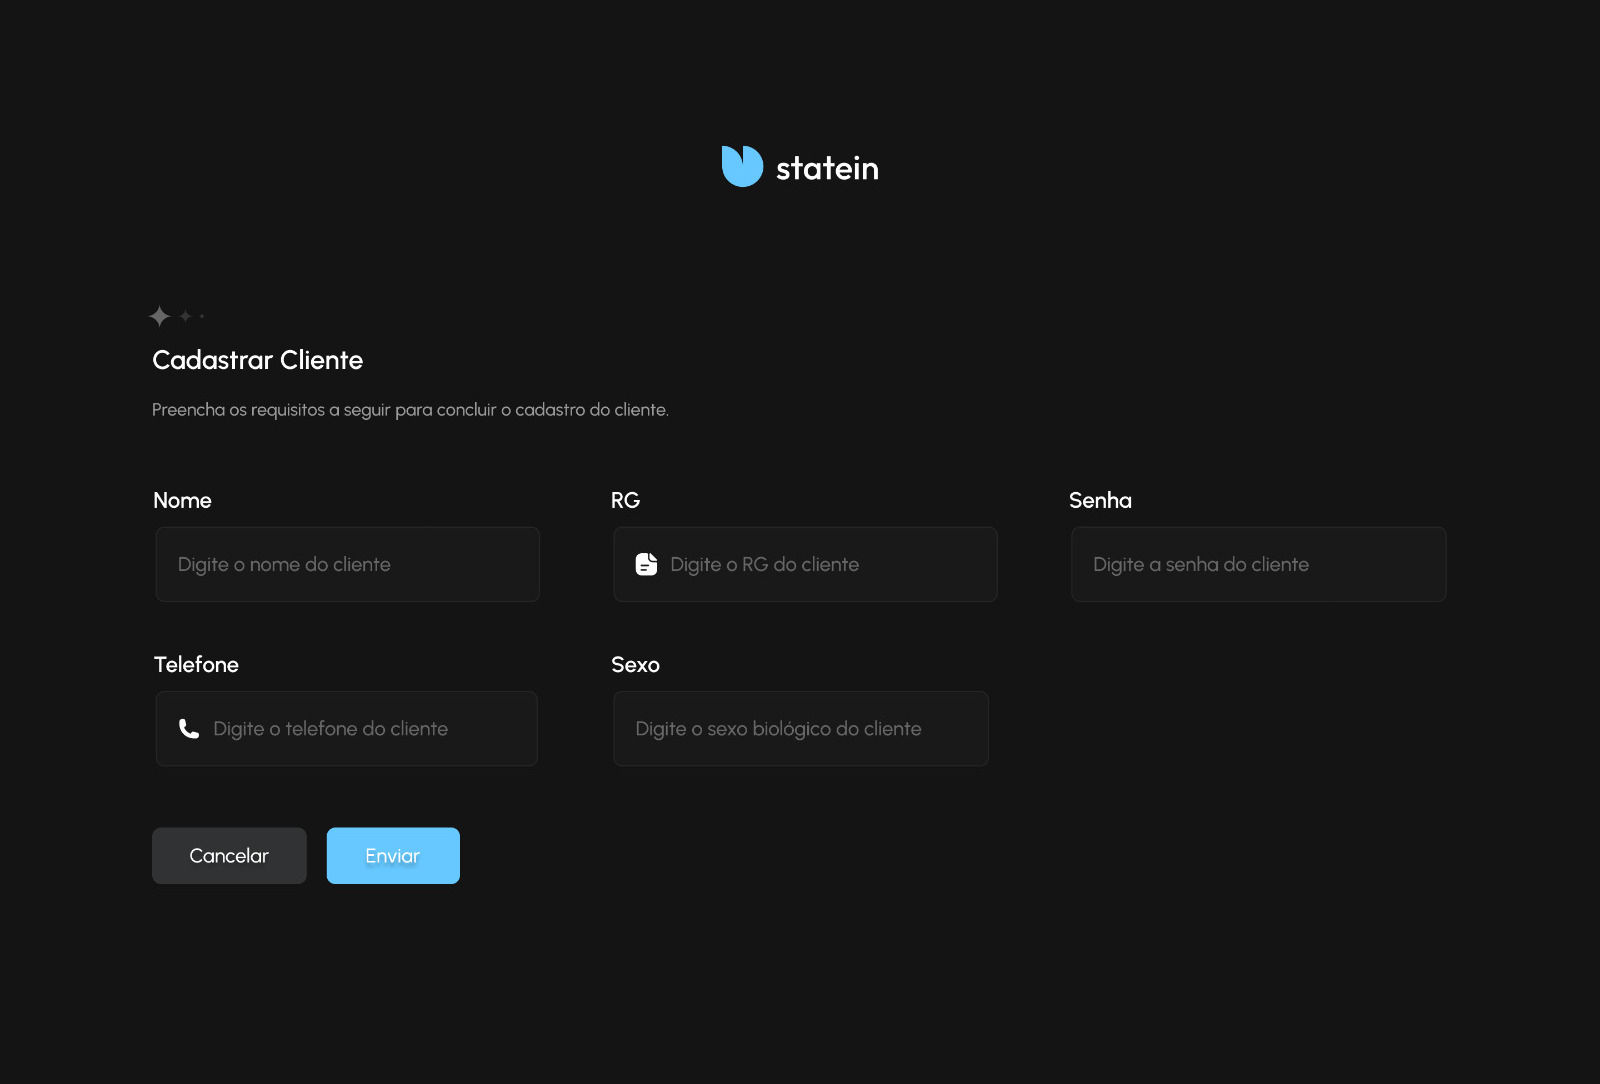 statein
Cadastrar Cliente
Preencha os requisitos a seguir para concluir o cadastro do cliente.
Nome
RG
Senha
Digite o nome do cliente
Digite o RG do cliente
Digite a senha do cliente
Telefone
Sexo
Digite o telefone do cliente
Digite o sexo biológico do cliente
Cancelar
Enviar